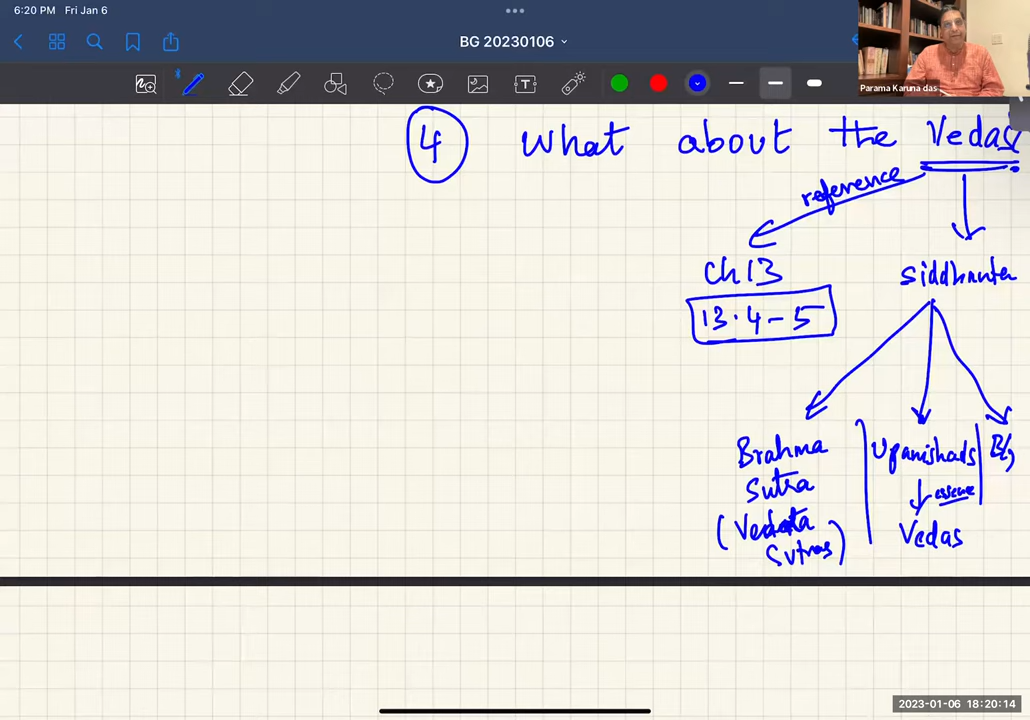 6:20 PM Fri Jan 6
BG 20230106
Parama Karuna das
4 What about the Vedas
reference
Ch 13
Siddhanta
13.4-5
Brahma
Sutra
(Vedata
Sutras)
Upanishads
essence
Vedas
BG
2023-01-06 18:20:14